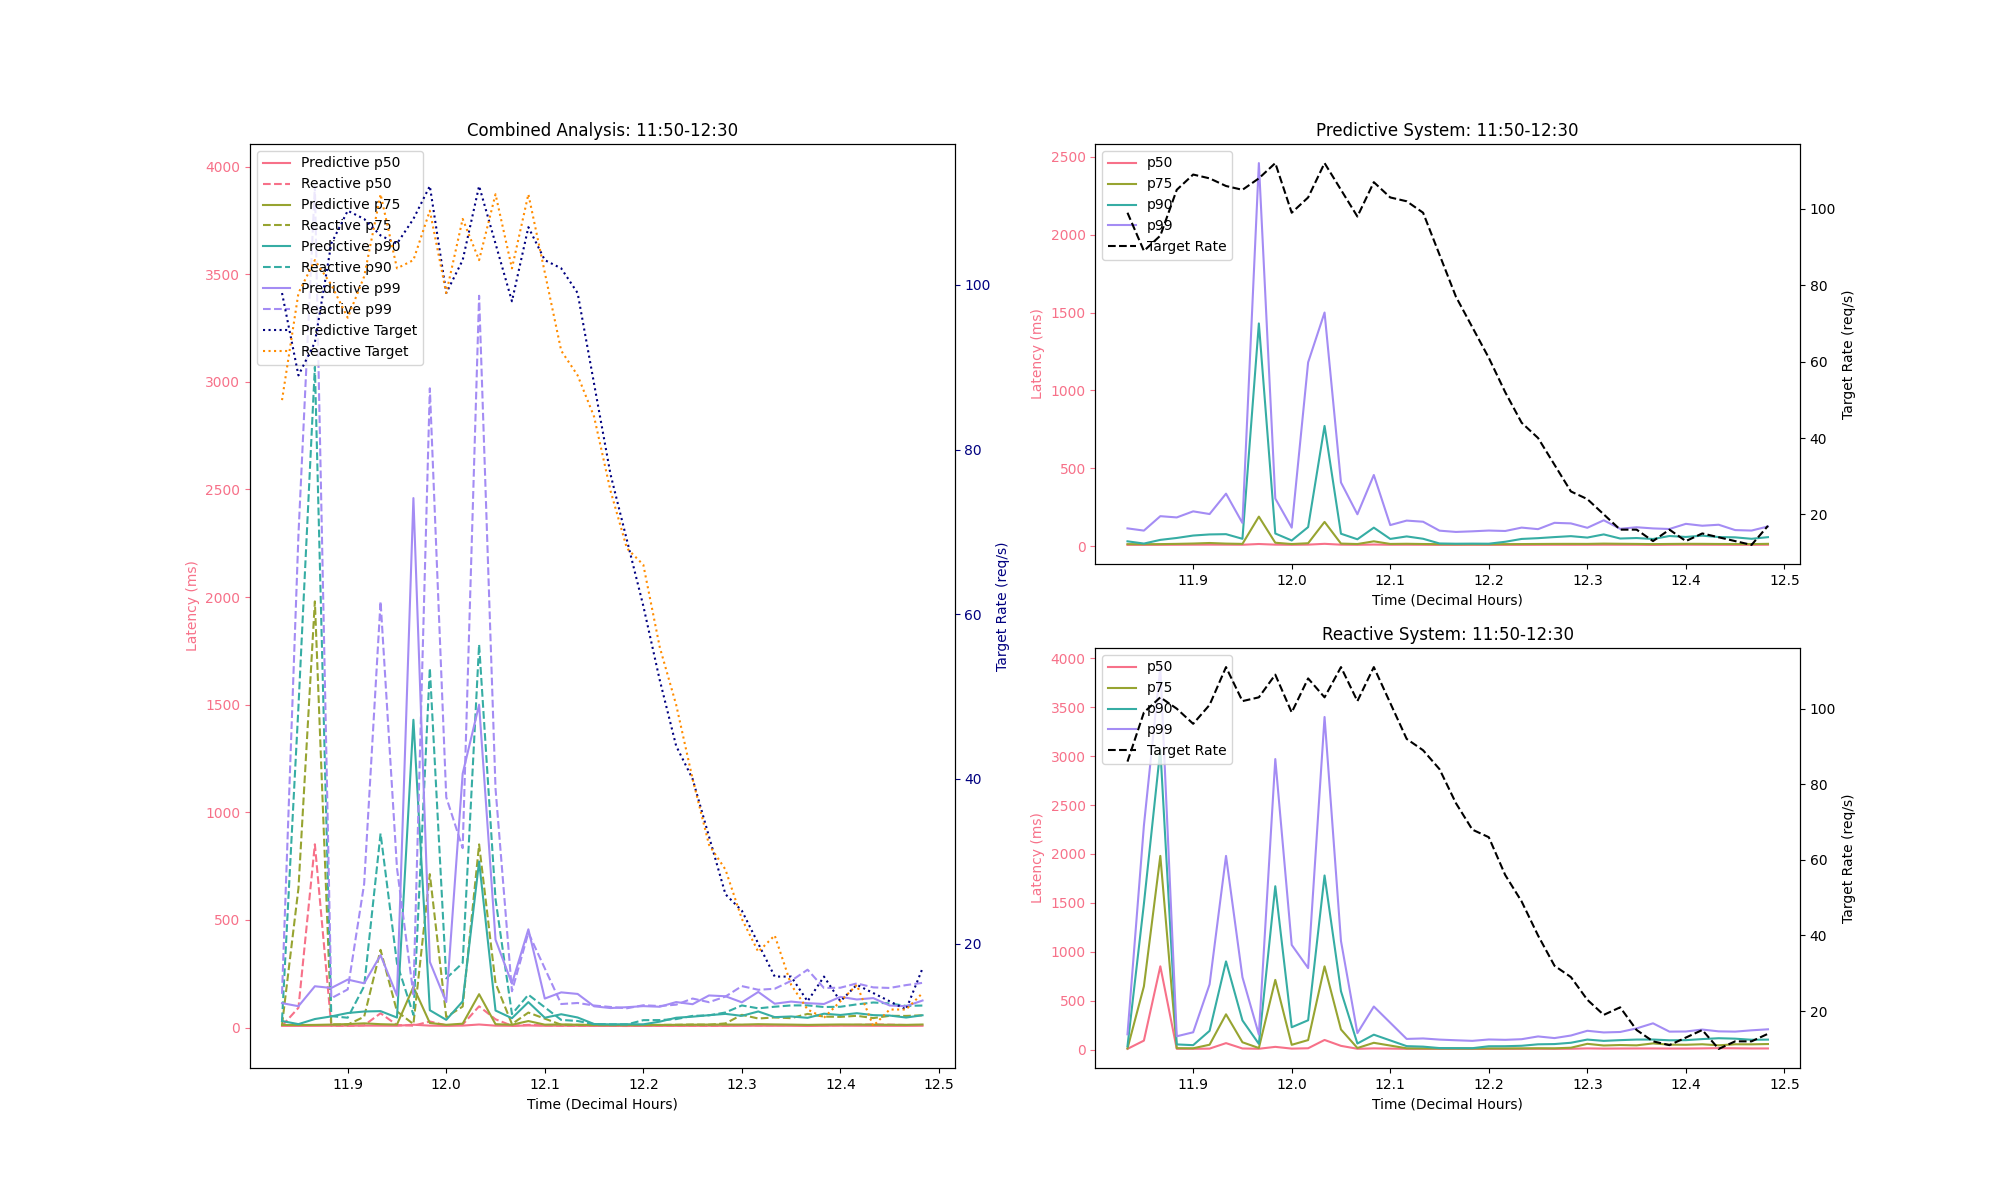 Combined Analysis: 11:50-12:30
Predictive p50
Reactive p50
Predictive p75
Reactive p75
Predictive p90
Reactive p90
Predictive p99
Reactive p99
Predictive Target
Reactive Target
4000
3500
3000
2500
2000
1500
1000
500
0
Latency (ms)
100
80
60
40
20
Target Rate (req/s)
11.9 12.0 12.1 12.2 12.3 12.4 12.5
Time (Decimal Hours)
Predictive System: 11:50-12:30
p50
p75
p90
p99
Target Rate
2500
2000
1500
1000
500
0
Latency (ms)
100
80
60
40
20
Target Rate (req/s)
11.9 12.0 12.1 12.2 12.3 12.4 12.5
Time (Decimal Hours)
Reactive System: 11:50-12:30
p50
p75
p90
p99
Target Rate
4000
3500
3000
2500
2000
1500
1000
500
0
Latency (ms)
100
80
60
40
20
Target Rate (req/s)
11.9 12.0 12.1 12.2 12.3 12.4 12.5
Time (Decimal Hours)